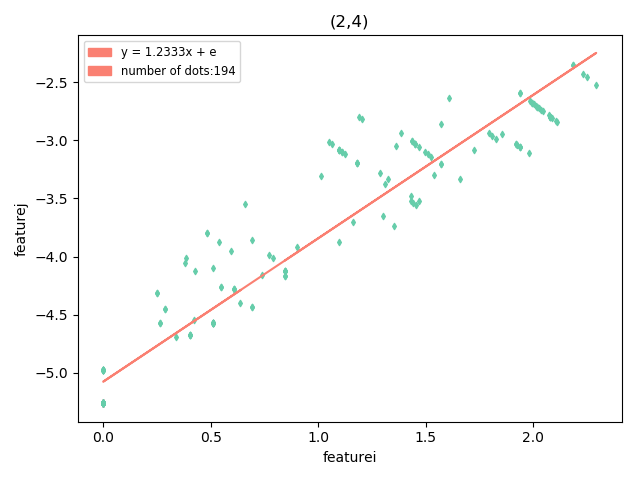 (2,4)
y = 1.2333x + e
number of dots:194
−2.5
−3.0
−3.5
−4.0
−4.5
−5.0
featurej
0.0 0.5 1.0 1.5 2.0
featurei